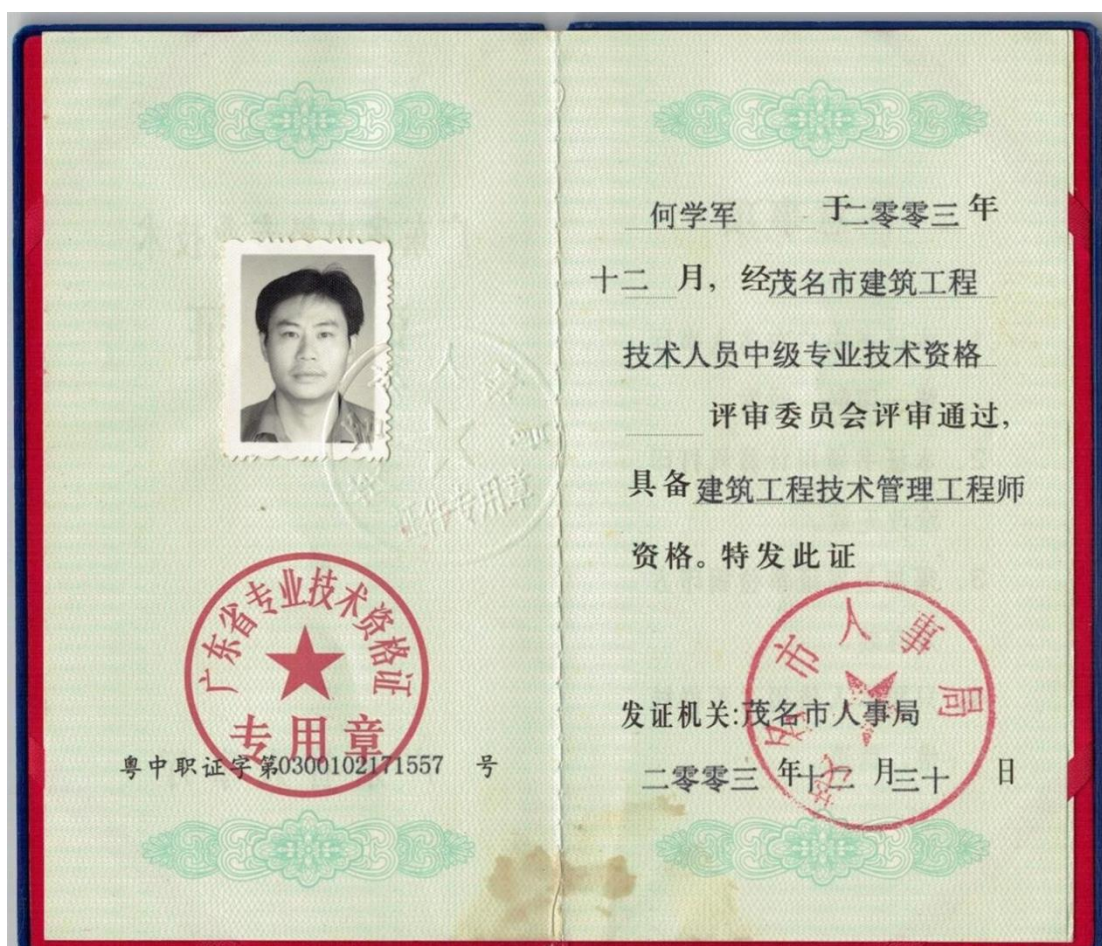 广东省专业技术资格证
专用章
粤中职证字第0300102171557 号
证件专用章
何学军 于二零零三年
十二 月，经茂名市建筑工程
技术人员中级专业技术资格
评审委员会评审通过，
具备建筑工程技术管理工程师
资格。特发此证
茂名市人事局
发证机关:茂名市人事局
二零零三 年十二 月三十 日